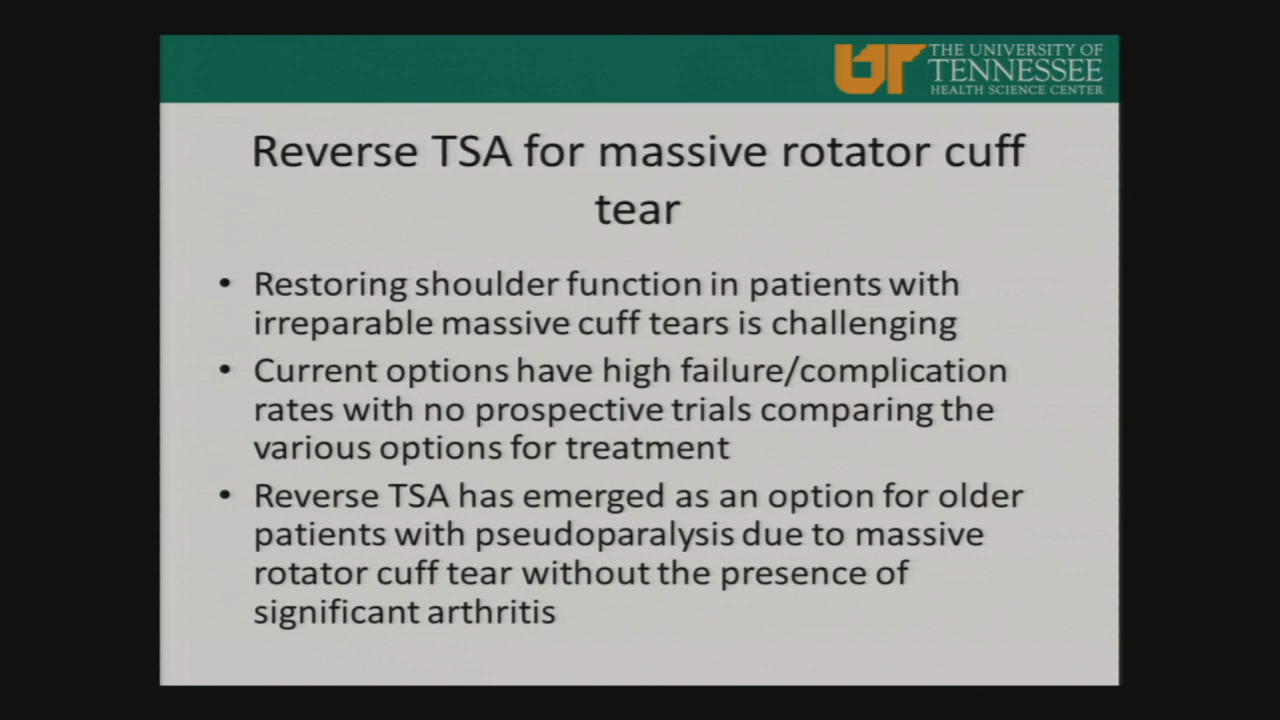 UT THE UNIVERSITY OF
TENNESSEE
HEALTH SCIENCE CENTER
Reverse TSA for massive rotator cuff
tear
• Restoring shoulder function in patients with
irreparable massive cuff tears is challenging
• Current options have high failure/complication
rates with no prospective trials comparing the
various options for treatment
• Reverse TSA has emerged as an option for older
patients with pseudoparalysis due to massive
rotator cuff tear without the presence of
significant arthritis